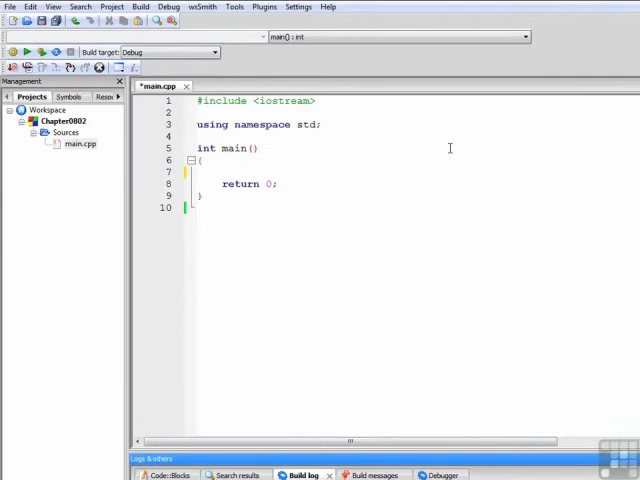 File Edit View Search Project Build Debug wxSmith Tools Plugins Settings Help
main() : int
Build target: Debug
Management
Projects Symbols Resou
*main.cpp
Workspace
Chapter0802
Sources
main.cpp
1 #include <iostream>
2
3 using namespace std;
4
5 int main()
6 {
7
8 return 0;
9 }
10
Logs & others
Code::Blocks Search results Build log Build messages Debugger